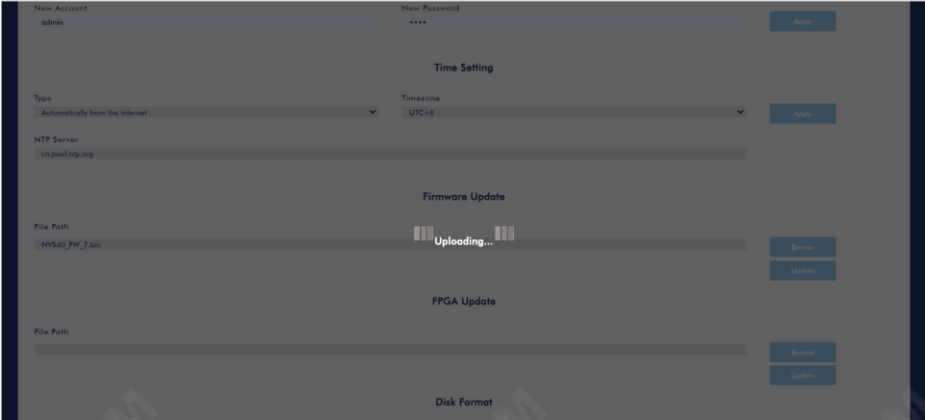 New Account New Password
admin •••• Apply
Time Setting
Type Timezone
Automatically from the internet UTC+8 Apply
NTP Server
cn.pool.ntp.org
Firmware Update
File Path
NVS40_FW_7.bin Uploading... Browse
Update
FPGA Update
File Path
Browse
Update
Disk Format